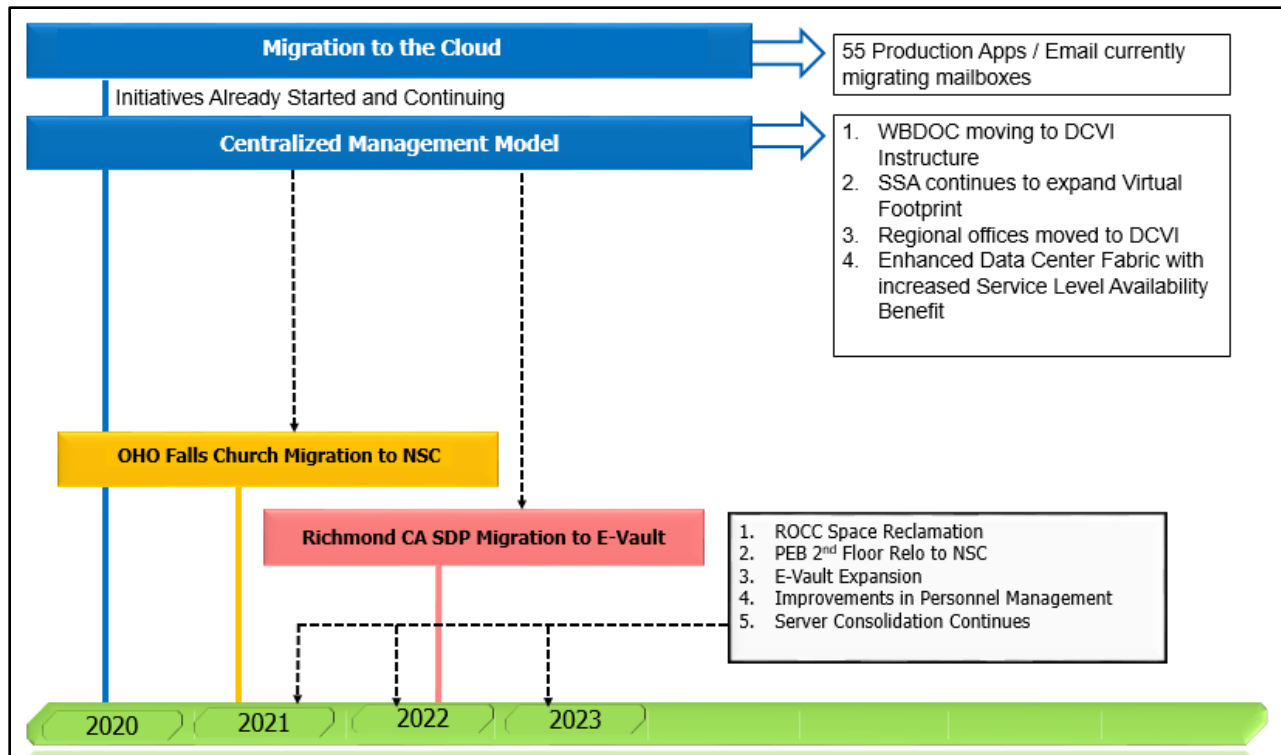 Migration to the Cloud
55 Production Apps / Email currently
migrating mailboxes
Initiatives Already Started and Continuing
Centralized Management Model
1. WBDOC moving to DCVI
Instructure
2. SSA continues to expand Virtual
Footprint
3. Regional offices moved to DCVI
4. Enhanced Data Center Fabric with
increased Service Level Availability
Benefit
OHO Falls Church Migration to NSC
Richmond CA SDP Migration to E-Vault
1. ROCC Space Reclamation
2. PEB 2nd Floor Relo to NSC
3. E-Vault Expansion
4. Improvements in Personnel Management
5. Server Consolidation Continues
2020 2021 2022 2023